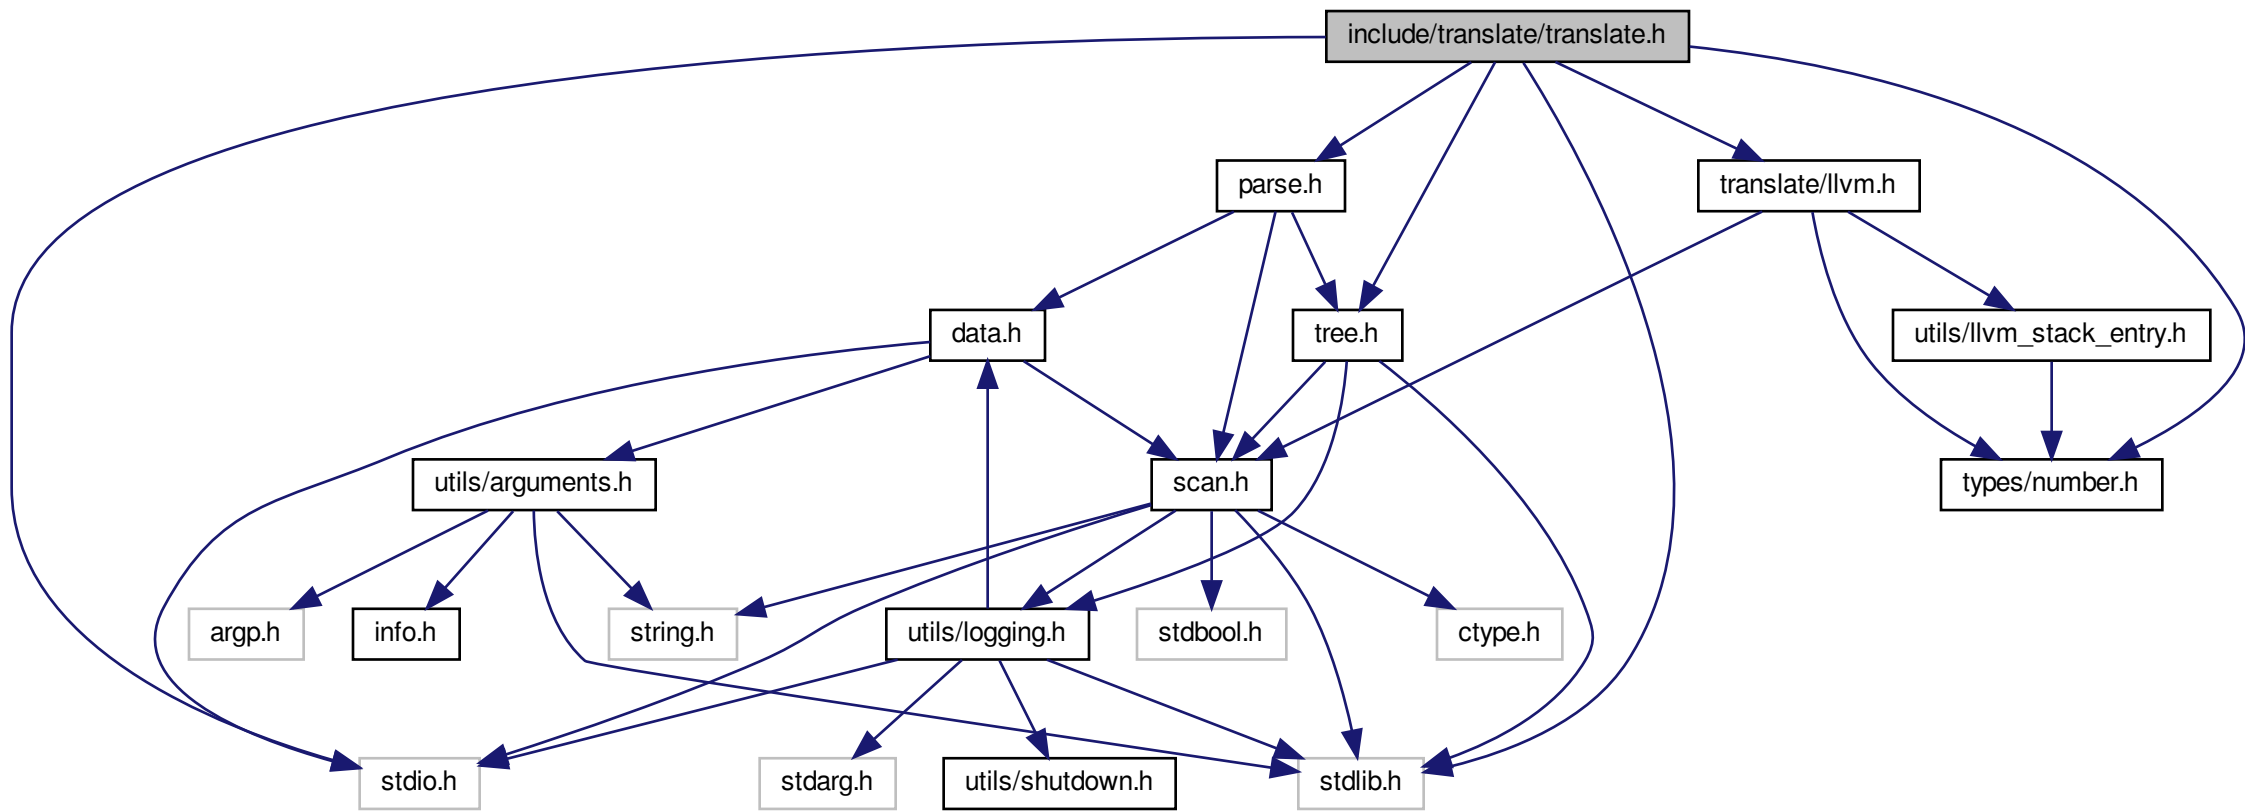 include/translate/translate.h
parse.h
translate/llvm.h
data.h
tree.h
utils/llvm_stack_entry.h
utils/arguments.h
scan.h
types/number.h
argp.h
info.h
string.h
utils/logging.h
stdbool.h
ctype.h
stdio.h
stdarg.h
utils/shutdown.h
stdlib.h